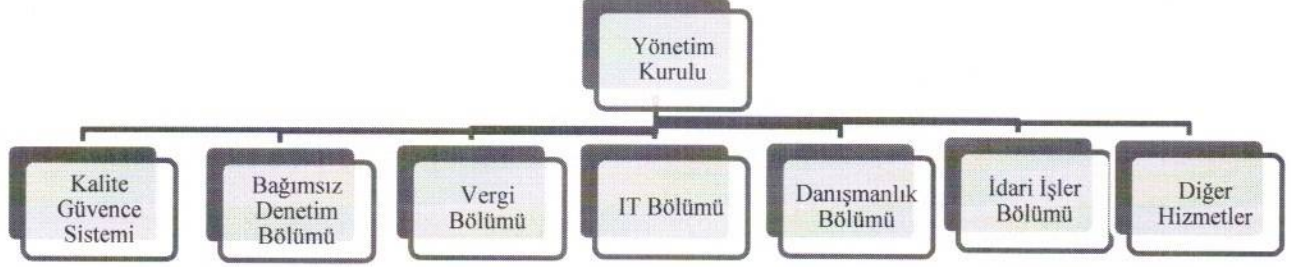 Yönetim
Kurulu
Kalite
Güvence
Sistemi
Bağımsız
Denetim
Bölümü
Vergi
Bölümü
IT Bölümü
Danışmanlık
Bölümü
İdari İşler
Bölümü
Diğer
Hizmetler